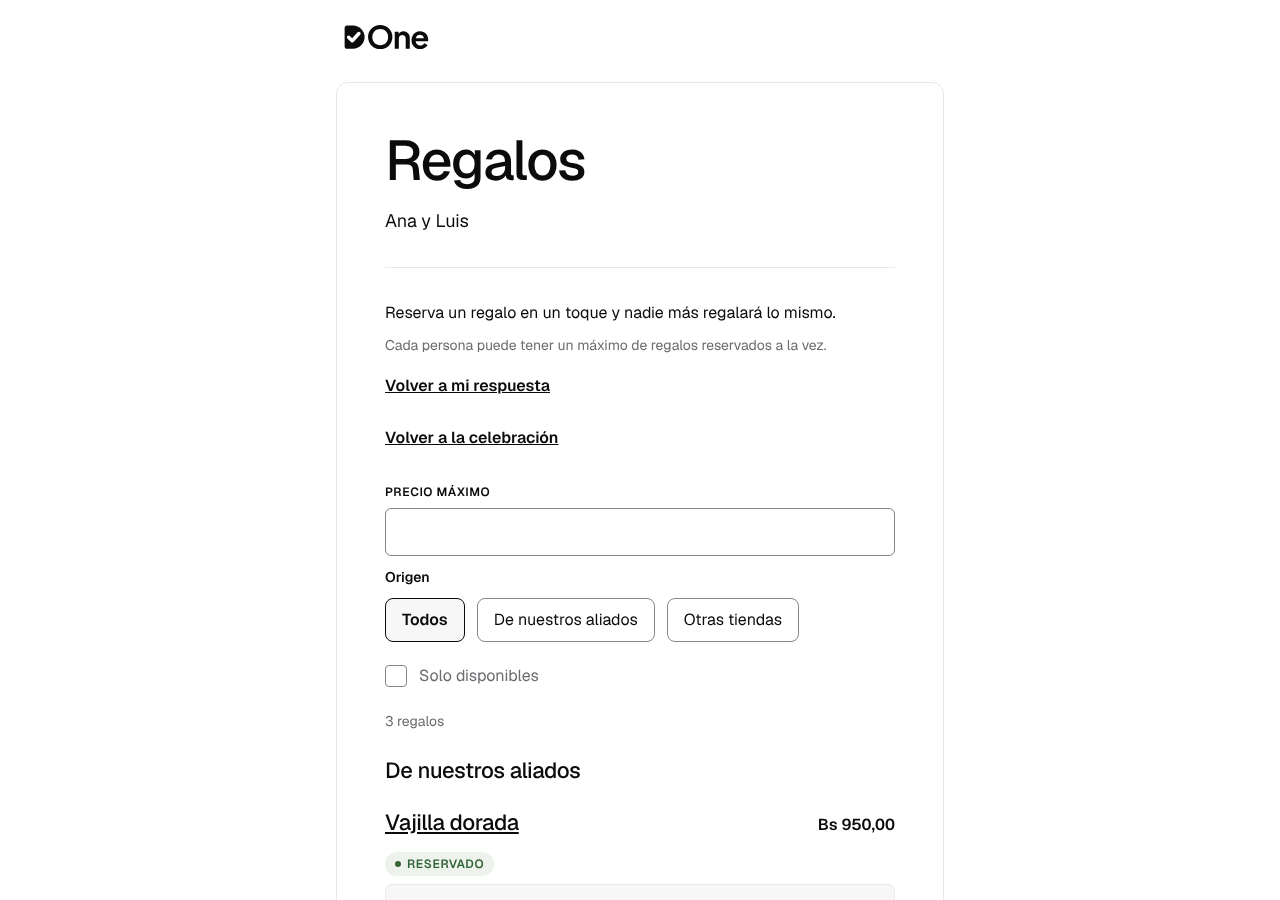 One
Regalos
Ana y Luis
Reserva un regalo en un toque y nadie más regalará lo mismo.
Cada persona puede tener un máximo de regalos reservados a la vez.
Volver a mi respuesta
Volver a la celebración
PRECIO MÁXIMO
Origen
Todos
De nuestros aliados
Otras tiendas
Solo disponibles
3 regalos
De nuestros aliados
Vajilla dorada
Bs 950,00
RESERVADO